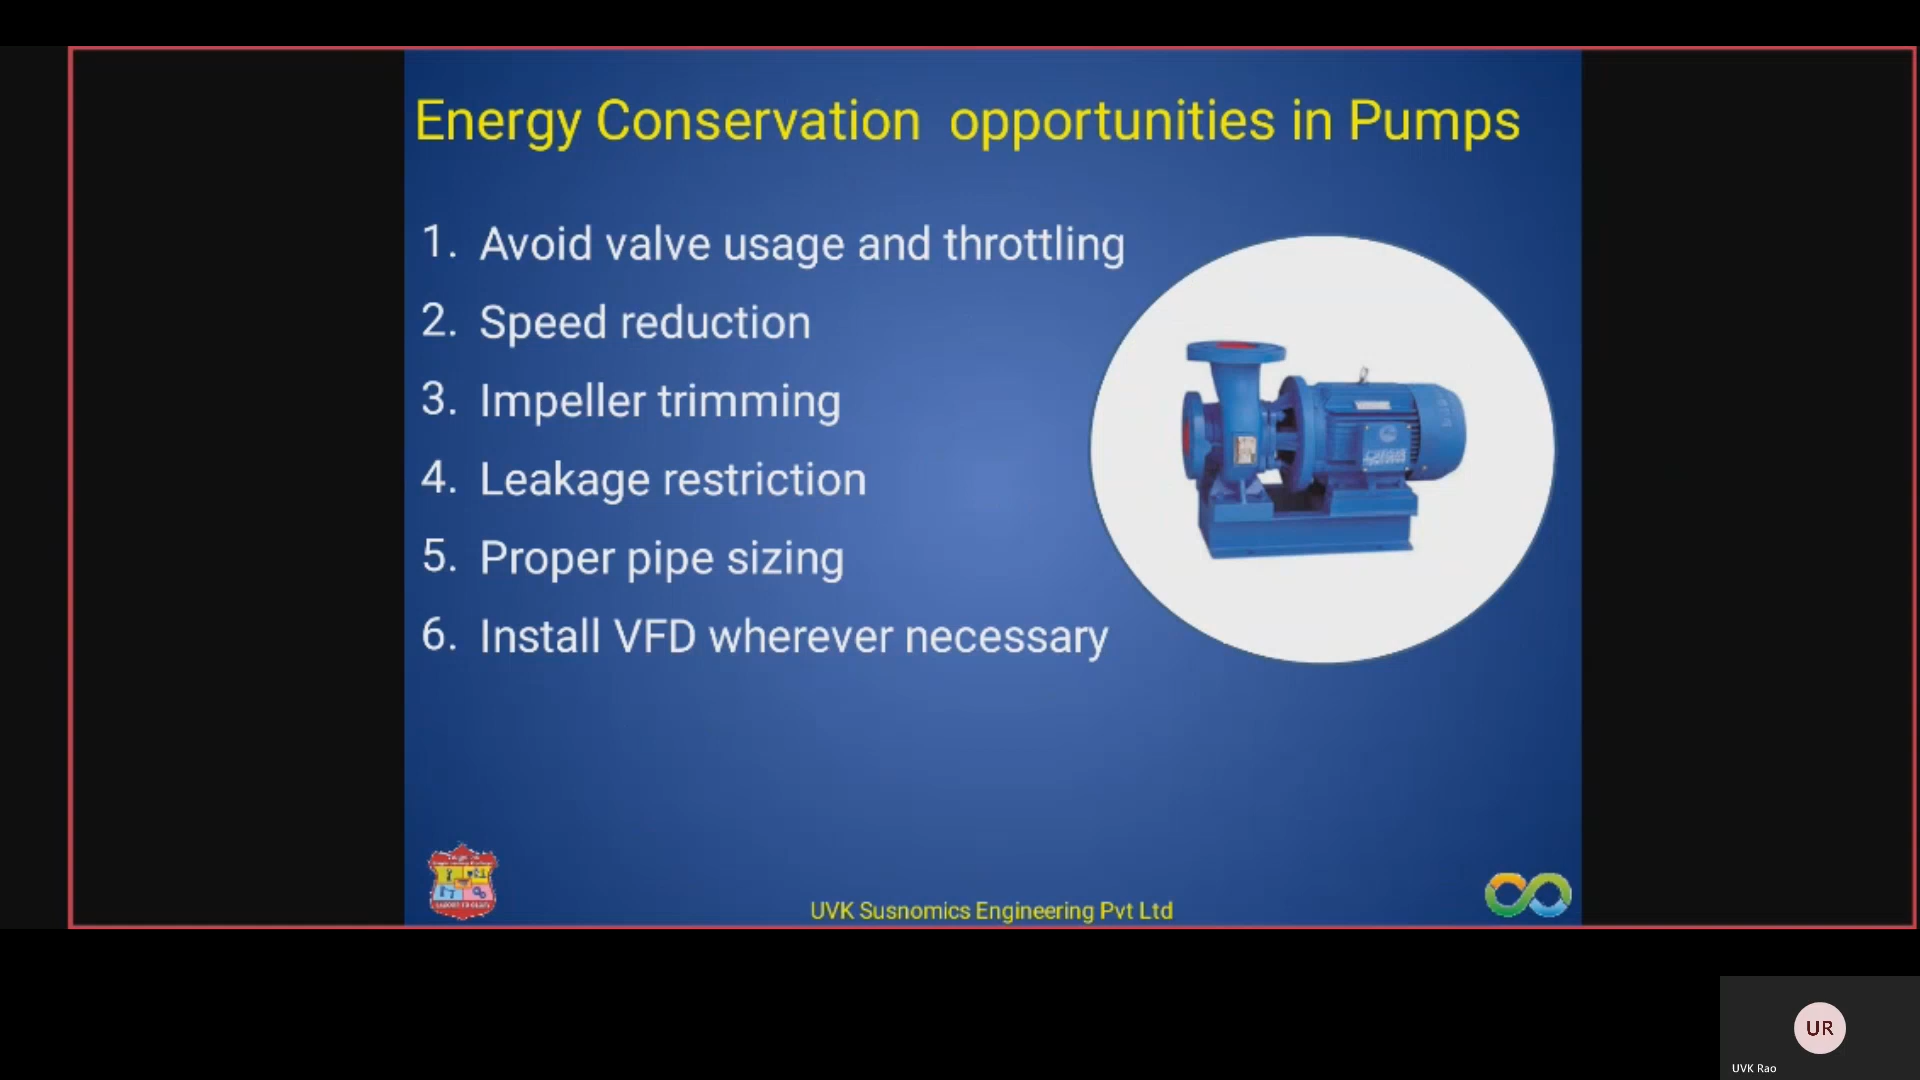 Energy Conservation opportunities in Pumps
1. Avoid valve usage and throttling
2. Speed reduction
3. Impeller trimming
4. Leakage restriction
5. Proper pipe sizing
6. Install VFD wherever necessary
UVK Susnomics Engineering Pvt Ltd
UR
UVK Rao